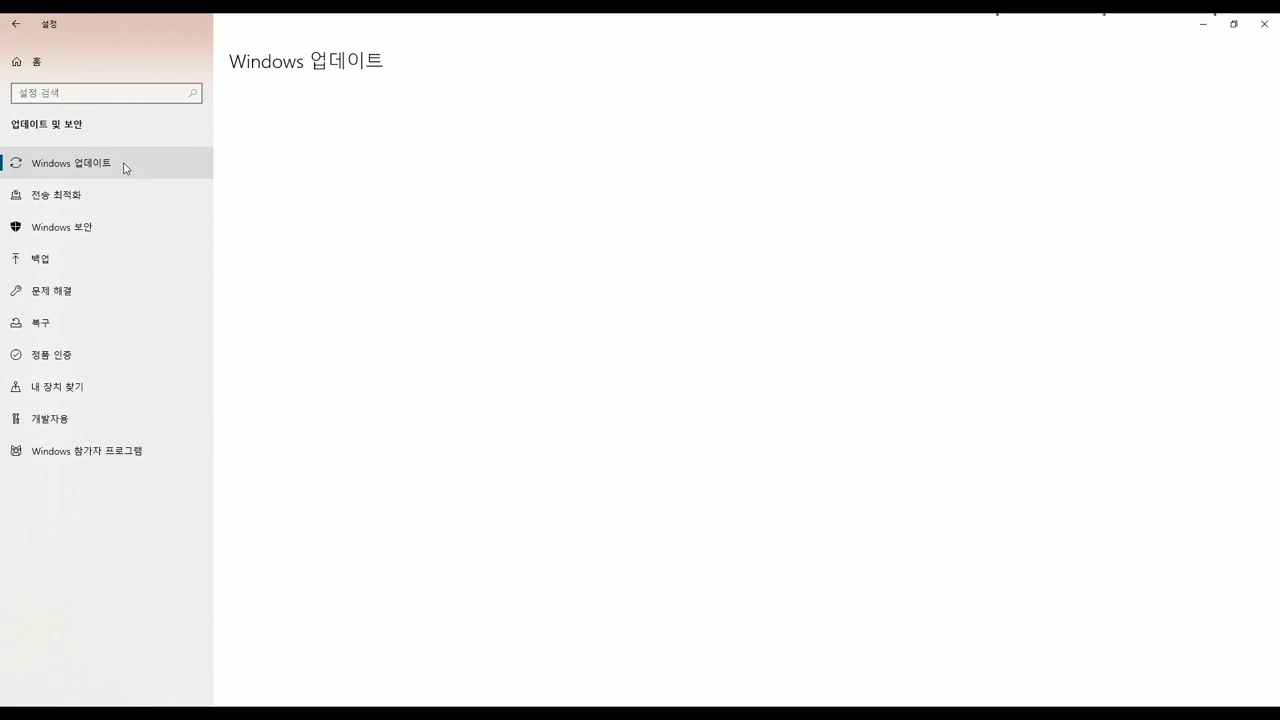 설정
홈
설정 검색
업데이트 및 보안
Windows 업데이트
전송 최적화
Windows 보안
백업
문제 해결
복구
정품 인증
내 장치 찾기
개발자용
Windows 참가자 프로그램
Windows 업데이트